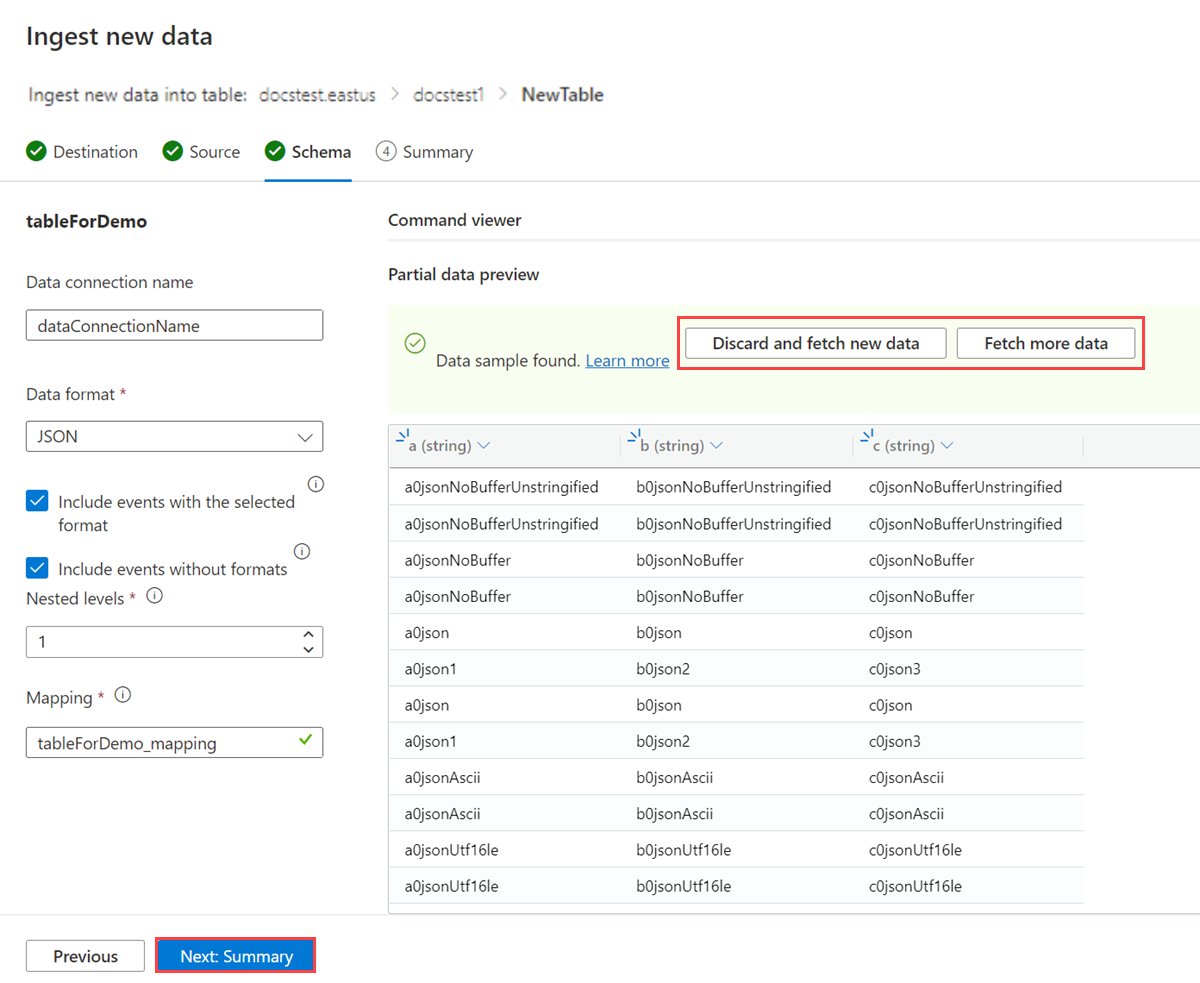 Ingest new data
Ingest new data into table: docstest.eastus > docstest1 > NewTable
Destination Source Schema 4 Summary
tableForDemo
Data connection name
dataConnectionName
Data format *
JSON
Include events with the selected
format
Include events without formats
Nested levels *
1
Mapping *
tableForDemo_mapping
Command viewer
Partial data preview
Data sample found. Learn more Discard and fetch new data Fetch more data
a (string) b (string) c (string)
a0jsonNoBufferUnstringified b0jsonNoBufferUnstringified c0jsonNoBufferUnstringified
a0jsonNoBufferUnstringified b0jsonNoBufferUnstringified c0jsonNoBufferUnstringified
a0jsonNoBuffer b0jsonNoBuffer c0jsonNoBuffer
a0jsonNoBuffer b0jsonNoBuffer c0jsonNoBuffer
a0json b0json c0json
a0json1 b0json2 c0json3
a0json b0json c0json
a0json1 b0json2 c0json3
a0jsonAscii b0jsonAscii c0jsonAscii
a0jsonAscii b0jsonAscii c0jsonAscii
a0jsonUtf16le b0jsonUtf16le c0jsonUtf16le
a0jsonUtf16le b0jsonUtf16le c0jsonUtf16le
Previous Next: Summary